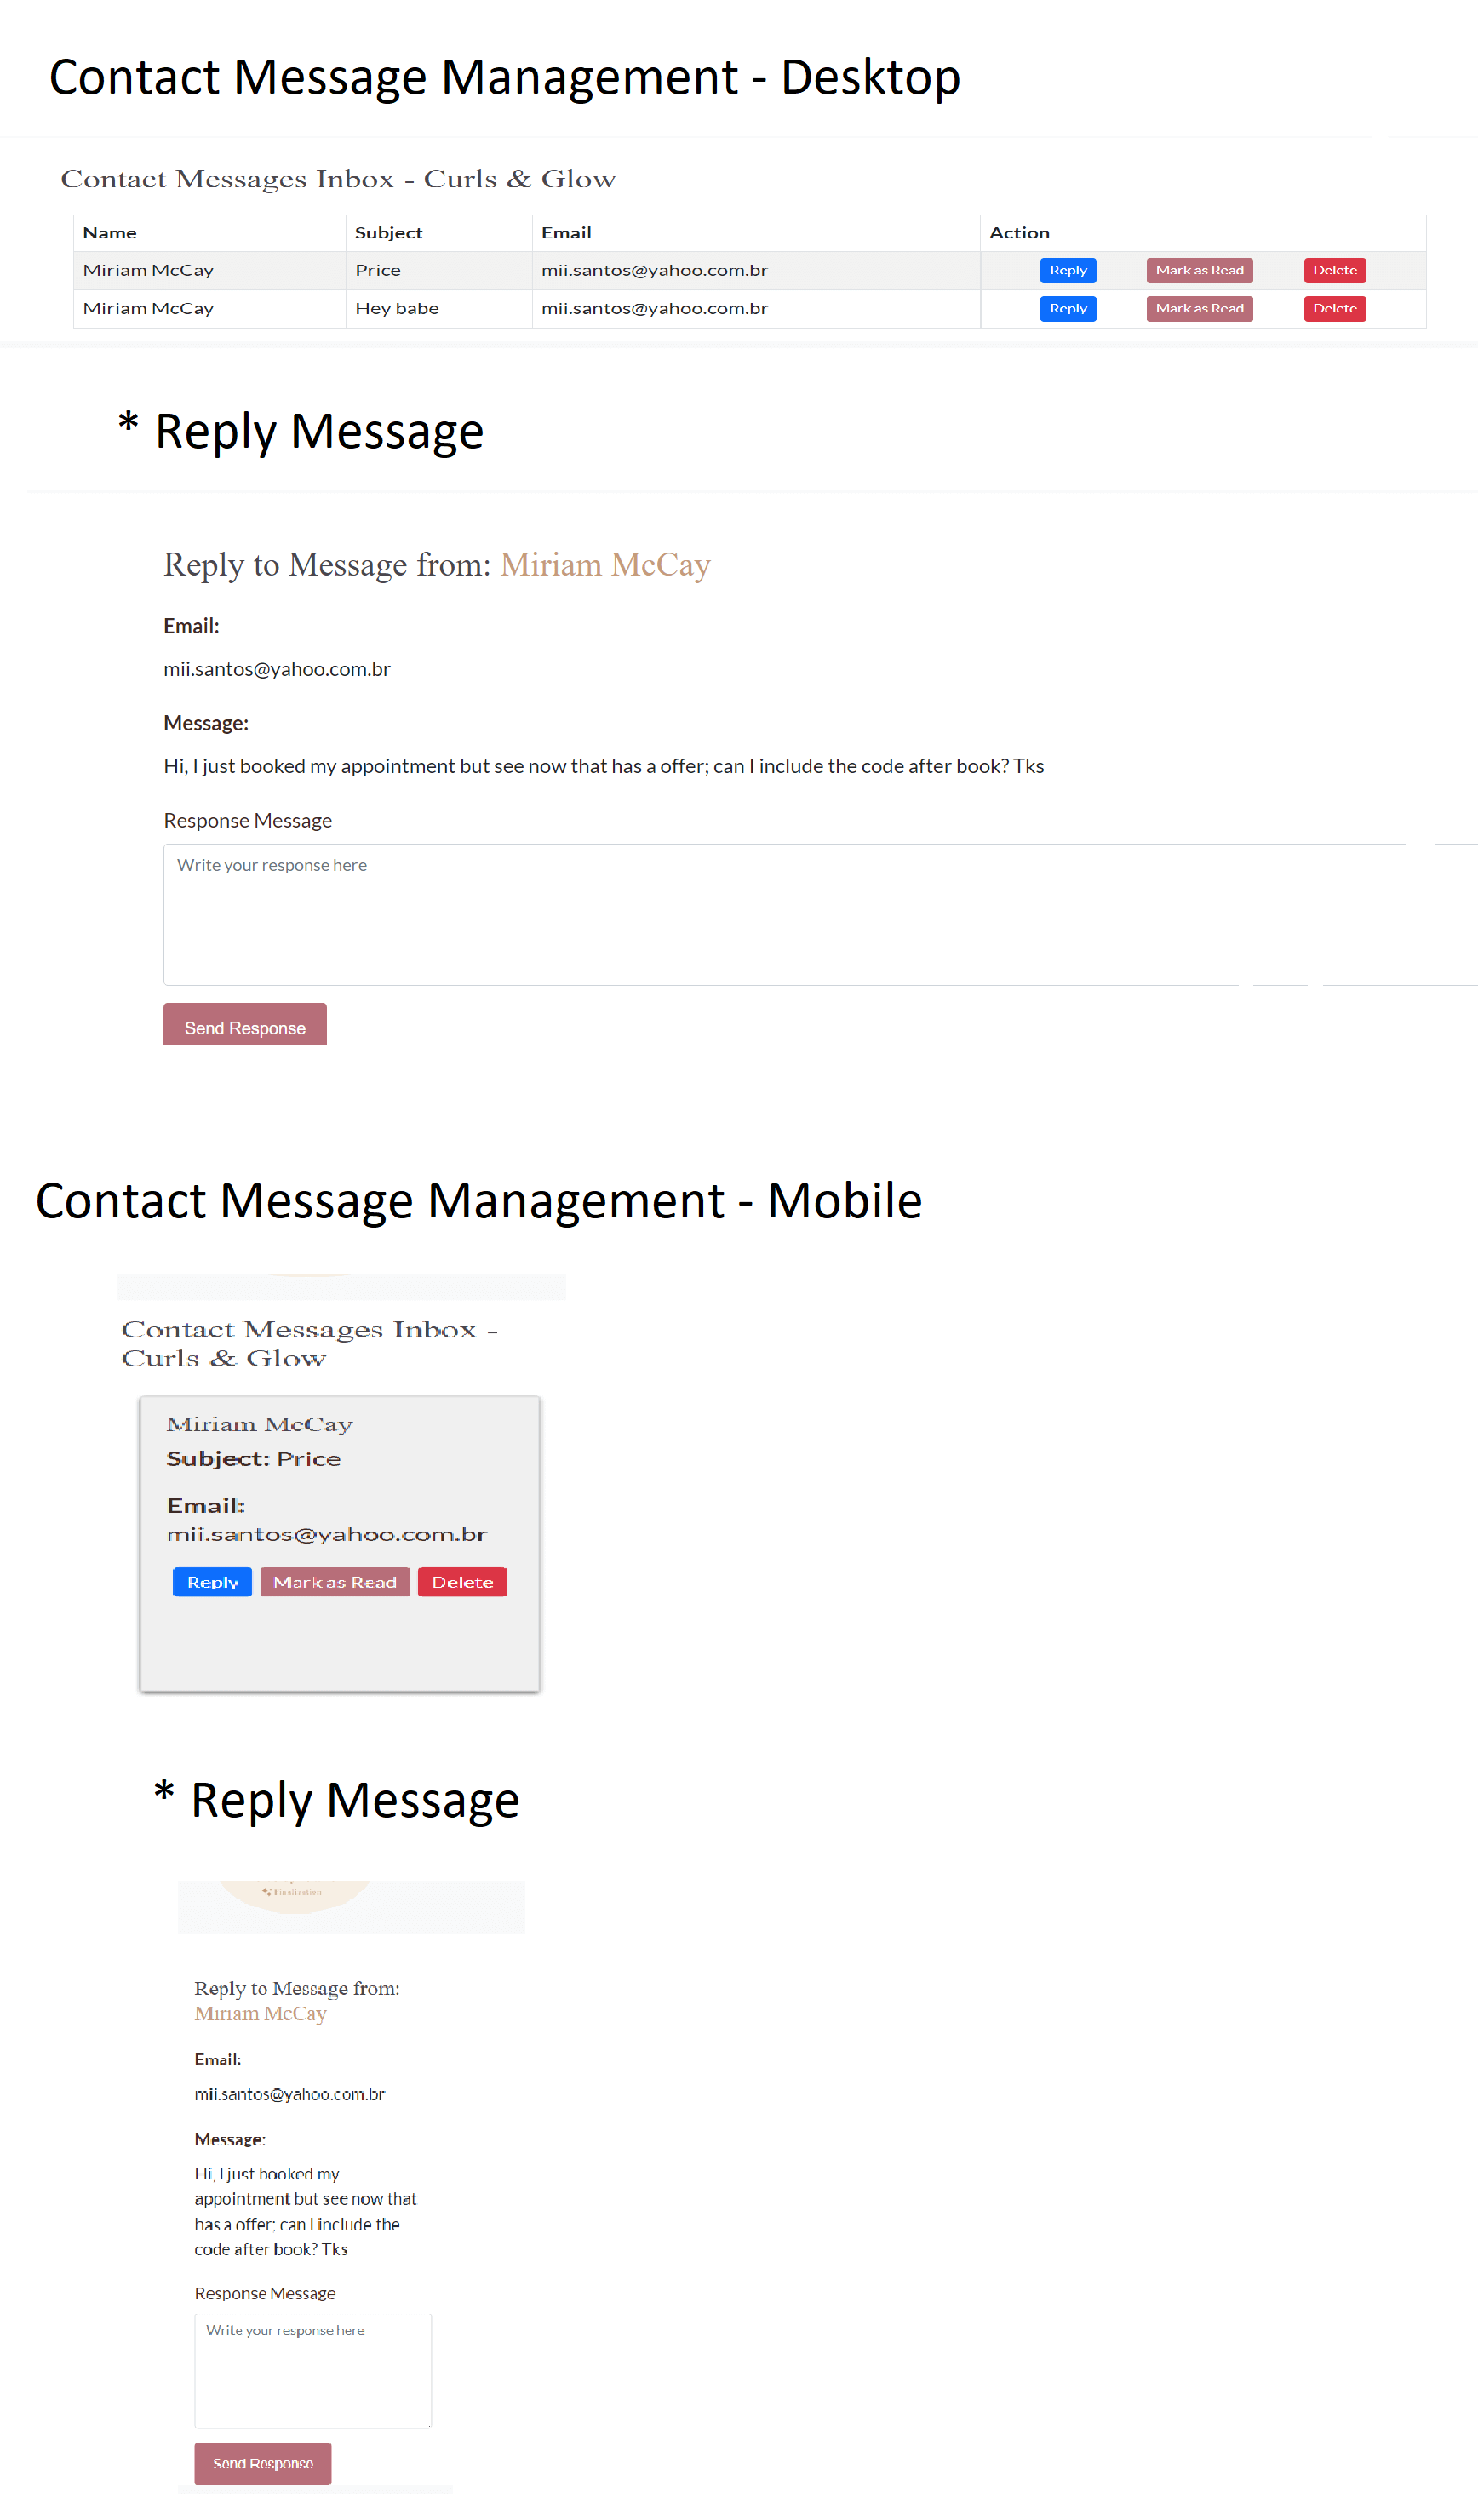 Contact Message Management - Desktop
Contact Messages Inbox - Curls & Glow
Name Subject Email Action
Miriam McCay Price mii.santos@yahoo.com.br Reply Mark as Read Delete
Miriam McCay Hey babe mii.santos@yahoo.com.br Reply Mark as Read Delete
* Reply Message
Reply to Message from: Miriam McCay
Email:
mii.santos@yahoo.com.br
Message:
Hi, I just booked my appointment but see now that has a offer; can I include the code after book? Tks
Response Message
Write your response here
Send Response
Contact Message Management - Mobile
Contact Messages Inbox -
Curls & Glow
Miriam McCay
Subject: Price
Email:
mii.santos@yahoo.com.br
Reply Mark as Read Delete
* Reply Message
Reply to Message from:
Miriam McCay
Email:
mii.santos@yahoo.com.br
Message:
Hi, I just booked my
appointment but see now that
has a offer; can I include the
code after book? Tks
Response Message
Write your response here
Send Response